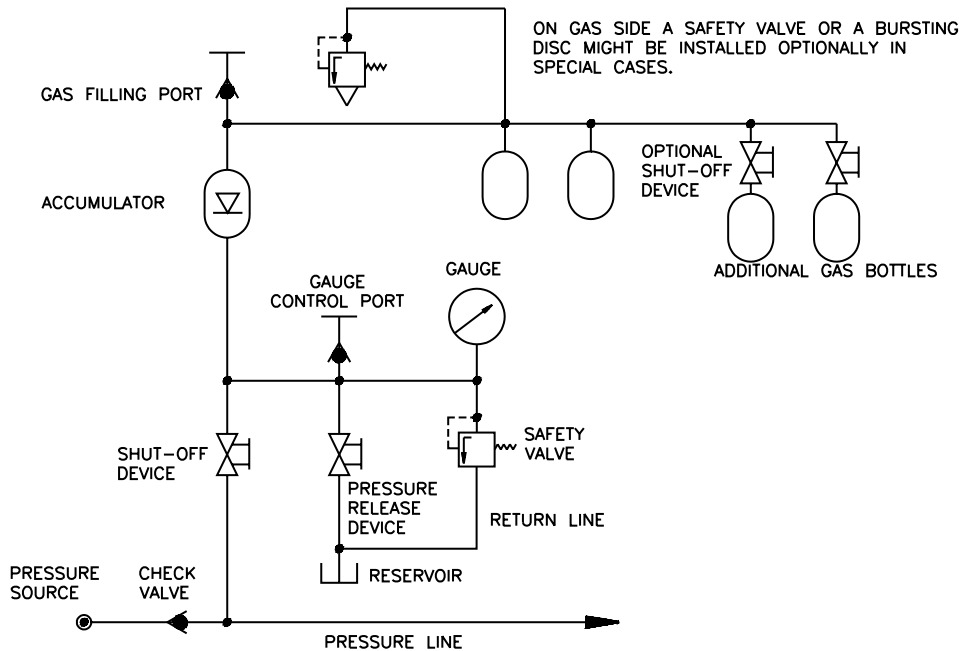 ON GAS SIDE A SAFETY VALVE OR A BURSTING
DISC MIGHT BE INSTALLED OPTIONALLY IN
SPECIAL CASES.
GAS FILLING PORT
OPTIONAL
SHUT-OFF
DEVICE
ACCUMULATOR
ADDITIONAL GAS BOTTLES
GAUGE
CONTROL PORT
GAUGE
SHUT-OFF
DEVICE
SAFETY
VALVE
PRESSURE
RELEASE
DEVICE
RETURN LINE
RESERVOIR
PRESSURE
SOURCE
CHECK
VALVE
PRESSURE LINE